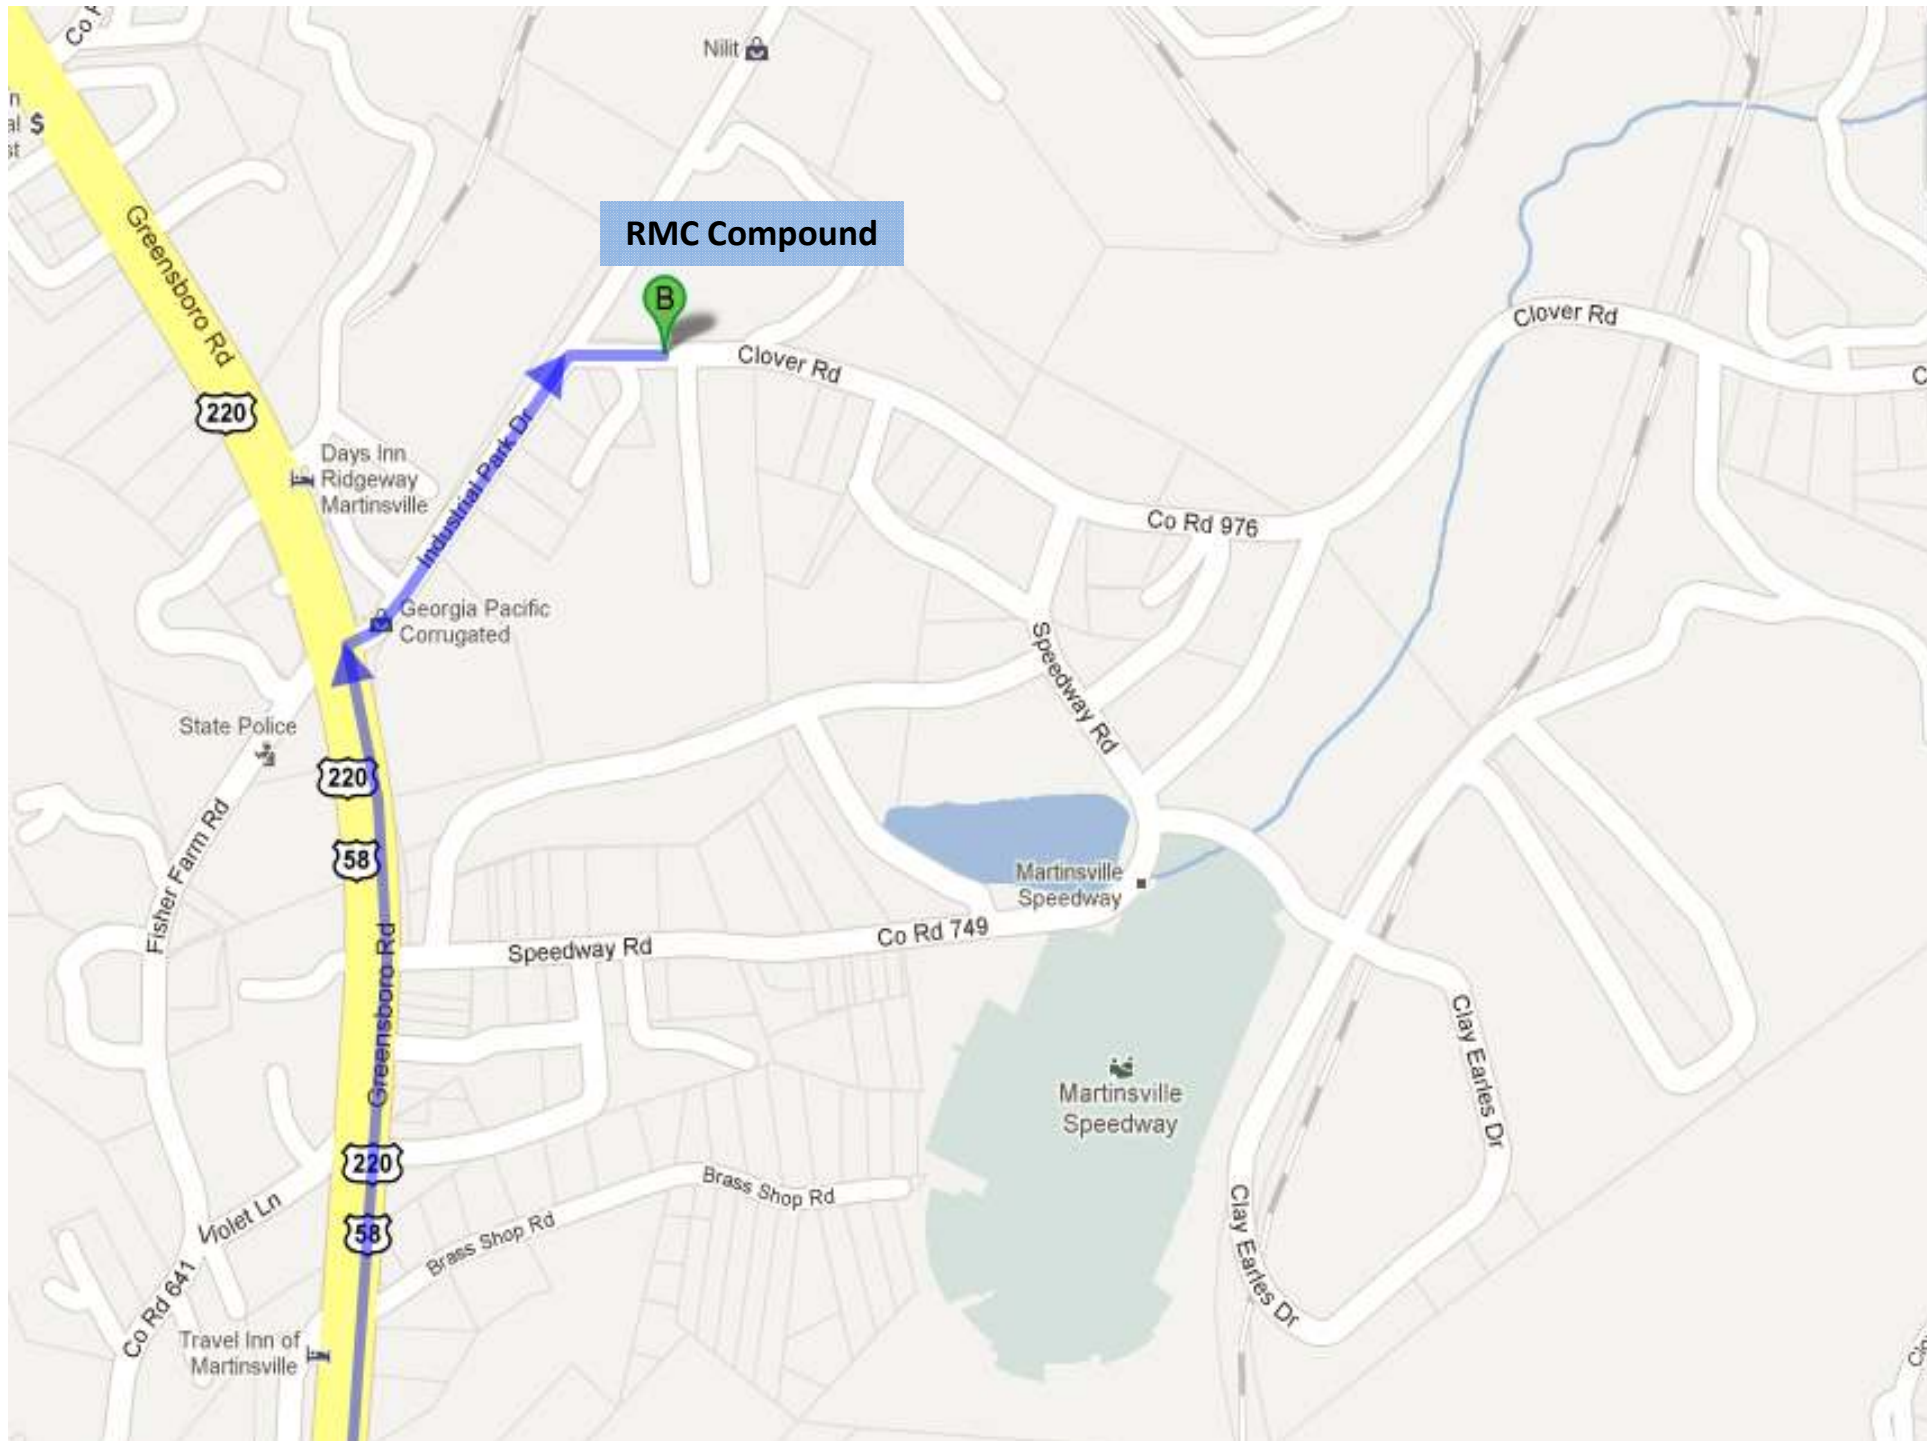 Co R
Nilit
n
al $
st
RMC Compound
Greensboro Rd
B
Clover Rd
Clover Rd
C
220
Days Inn
Ridgeway
Martinsville
Industrial Park Dr
Co Rd 976
Georgia Pacific
Corrugated
Speedway Rd
State Police
220
58
Fisher Farm Rd
Martinsville
Speedway
Greensboro Rd
Speedway Rd
Co Rd 749
Clay Earles Dr
Martinsville
Speedway
220
Brass Shop Rd
Violet Ln
58
Brass Shop Rd
Clay Earles Dr
Co Rd 641
Travel Inn of
Martinsville